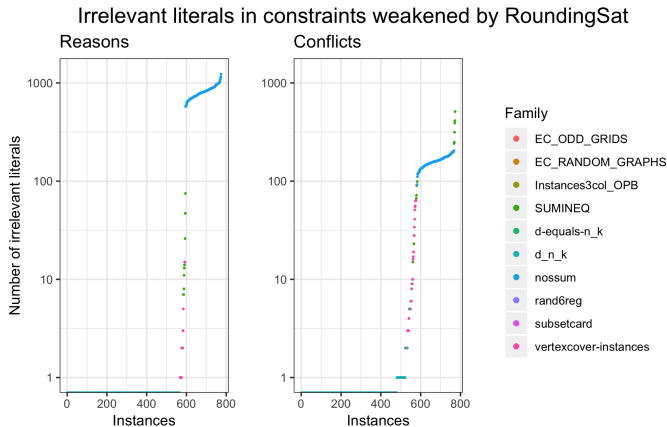 Irrelevant literals in constraints weakened by RoundingSat
Reasons
Conflicts
Number of irrelevant literals
1000
100
10
1
0 200 400 600 800
Instances
1000
100
10
1
0 200 400 600 800
Instances
Family
EC_ODD_GRIDS
EC_RANDOM_GRAPHS
Instances3col_OPB
SUMINEQ
d-equals-n_k
d_n_k
nossum
rand6reg
subsetcard
vertexcover-instances